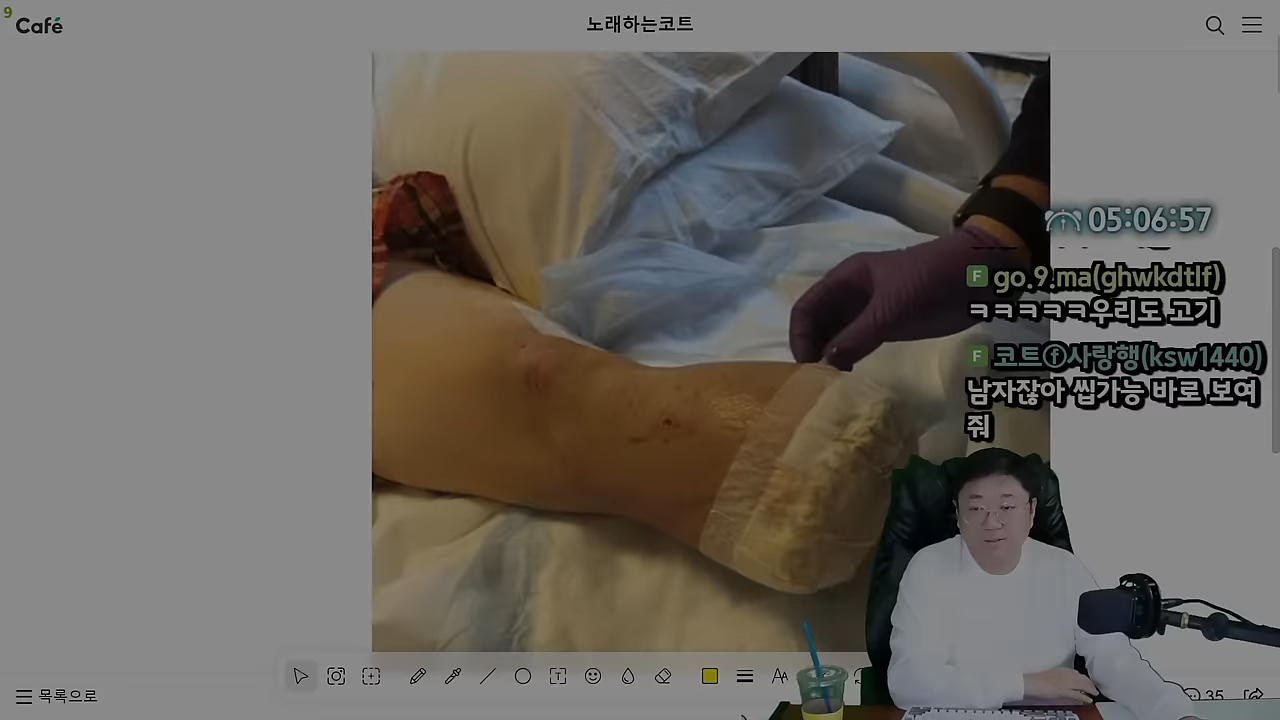 9
Café
노래하는코트
05:06:57
F go.9.ma(ghwkdtlf)
ㅋㅋㅋㅋㅋ우리도 고기
F 코트ⓕ사랑행(ksw1440)
남자잖아 씹가능 바로 보여
줘
T
AA
목록으로
35